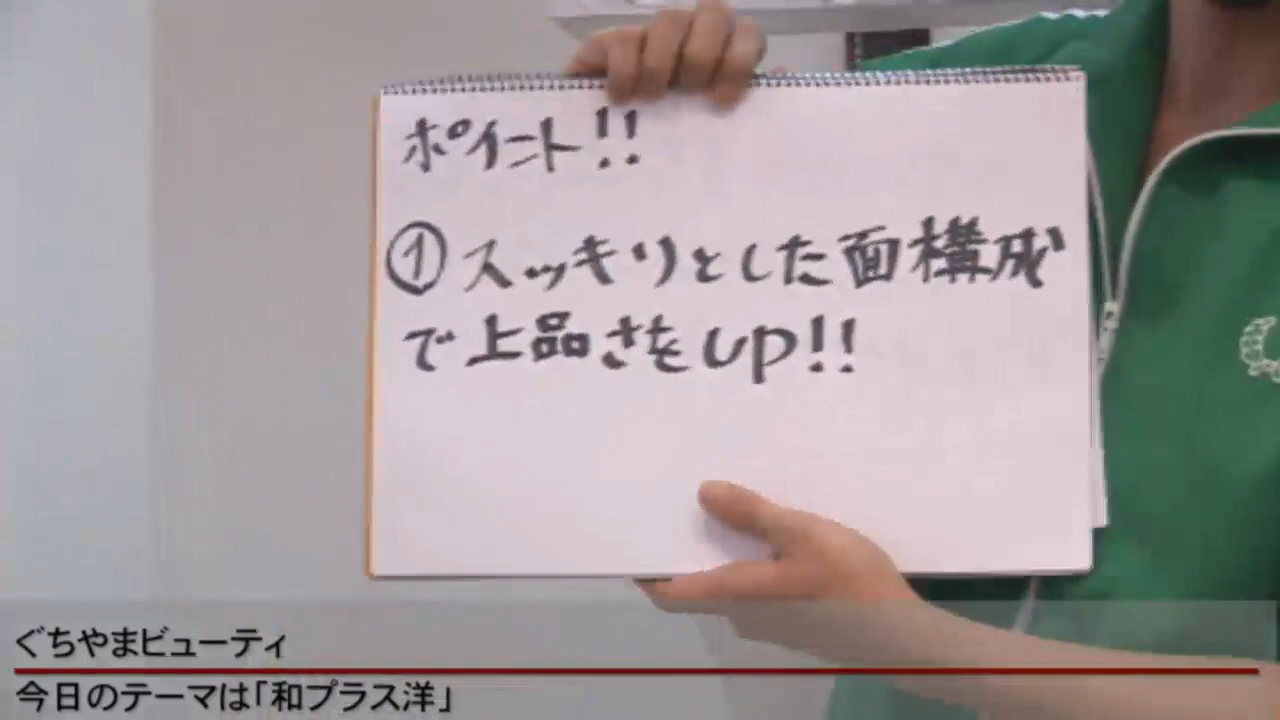 ポイント!!
①スッキリとした面構成
で上品さをup!!
ぐちやまビューティ
今日のテーマは「和プラス洋」